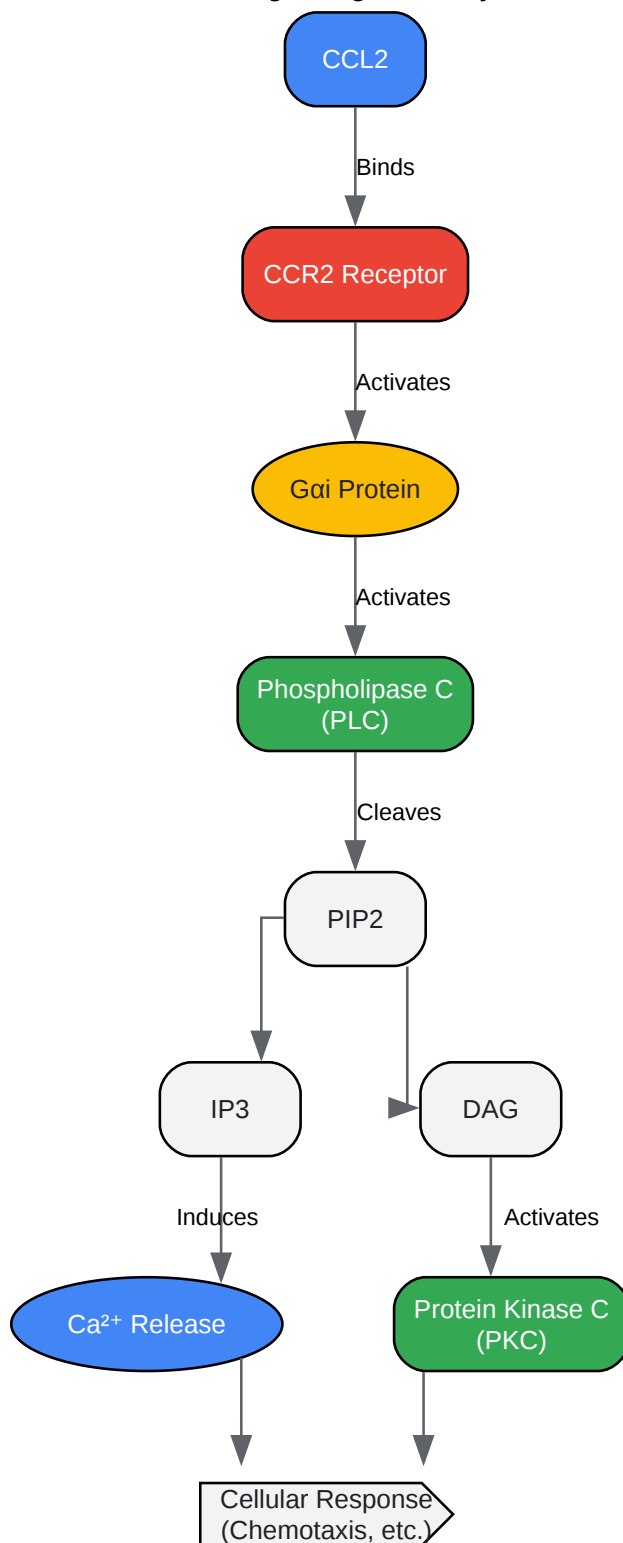 CCL2
Binds
CCR2 Receptor
Activates
Gαi Protein
Activates
Phospholipase C
(PLC)
Cleaves
PIP2
IP3
DAG
Induces
Activates
Ca²⁺ Release
Protein Kinase C
(PKC)
Cellular Response
(Chemotaxis, etc.)